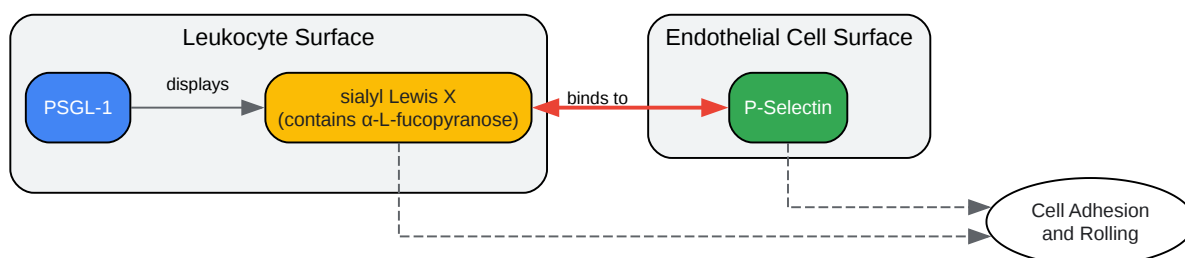 Leukocyte Surface
Endothelial Cell Surface
PSGL-1
displays
sialyl Lewis X
(contains α-L-fucopyranose)
binds to
P-Selectin
Cell Adhesion
and Rolling